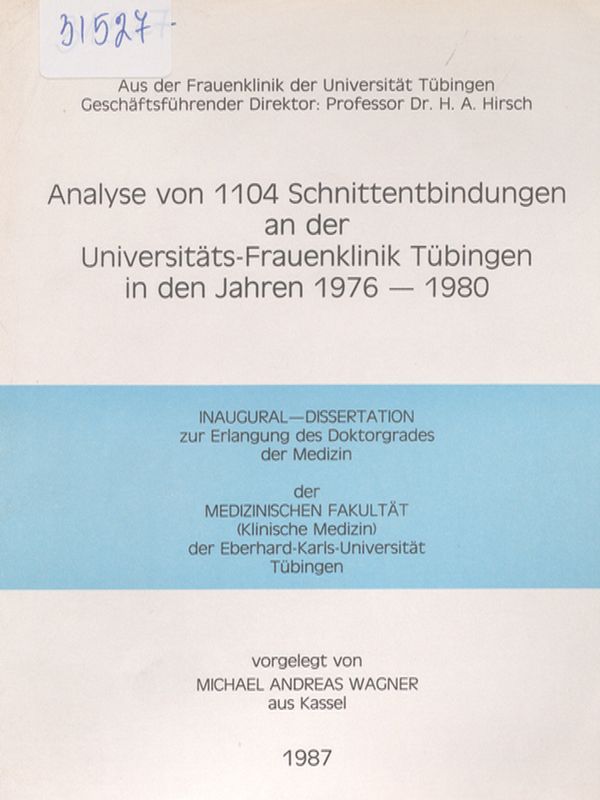 31527
Aus der Frauenklinik der Universität Tübingen
Geschäftsführender Direktor: Professor Dr. H. A. Hirsch
Analyse von 1104 Schnittentbindungen
an der
Universitäts-Frauenklinik Tübingen
in den Jahren 1976 — 1980
INAUGURAL—DISSERTATION
zur Erlangung des Doktorgrades
der Medizin
der
MEDIZINISCHEN FAKULTÄT
(Klinische Medizin)
der Eberhard-Karls-Universität
Tübingen
vorgelegt von
MICHAEL ANDREAS WAGNER
aus Kassel
1987